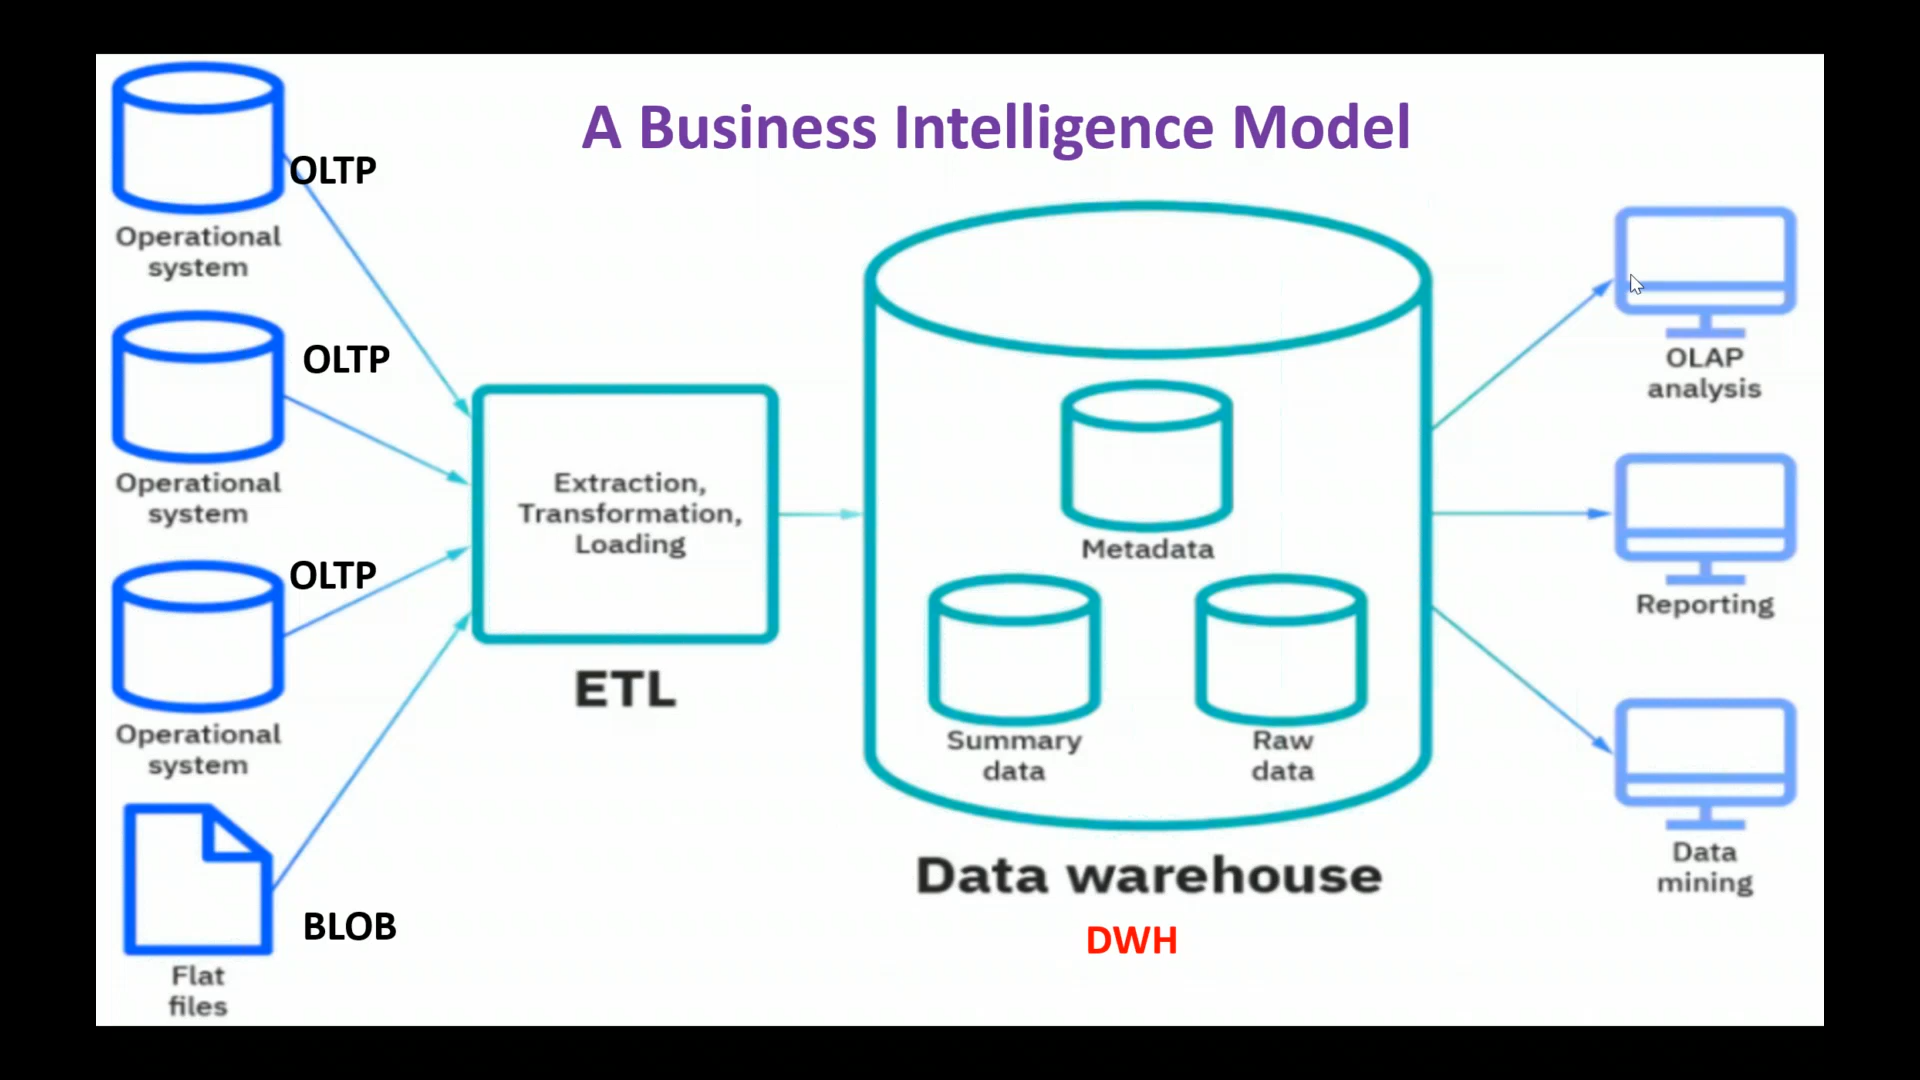 A Business Intelligence Model
OLTP
Operational
system
OLTP
Operational
system
OLTP
Operational
system
BLOB
Flat
files
Extraction,
Transformation,
Loading
ETL
Metadata
Summary
data
Raw
data
Data warehouse
DWH
OLAP
analysis
Reporting
Data
mining